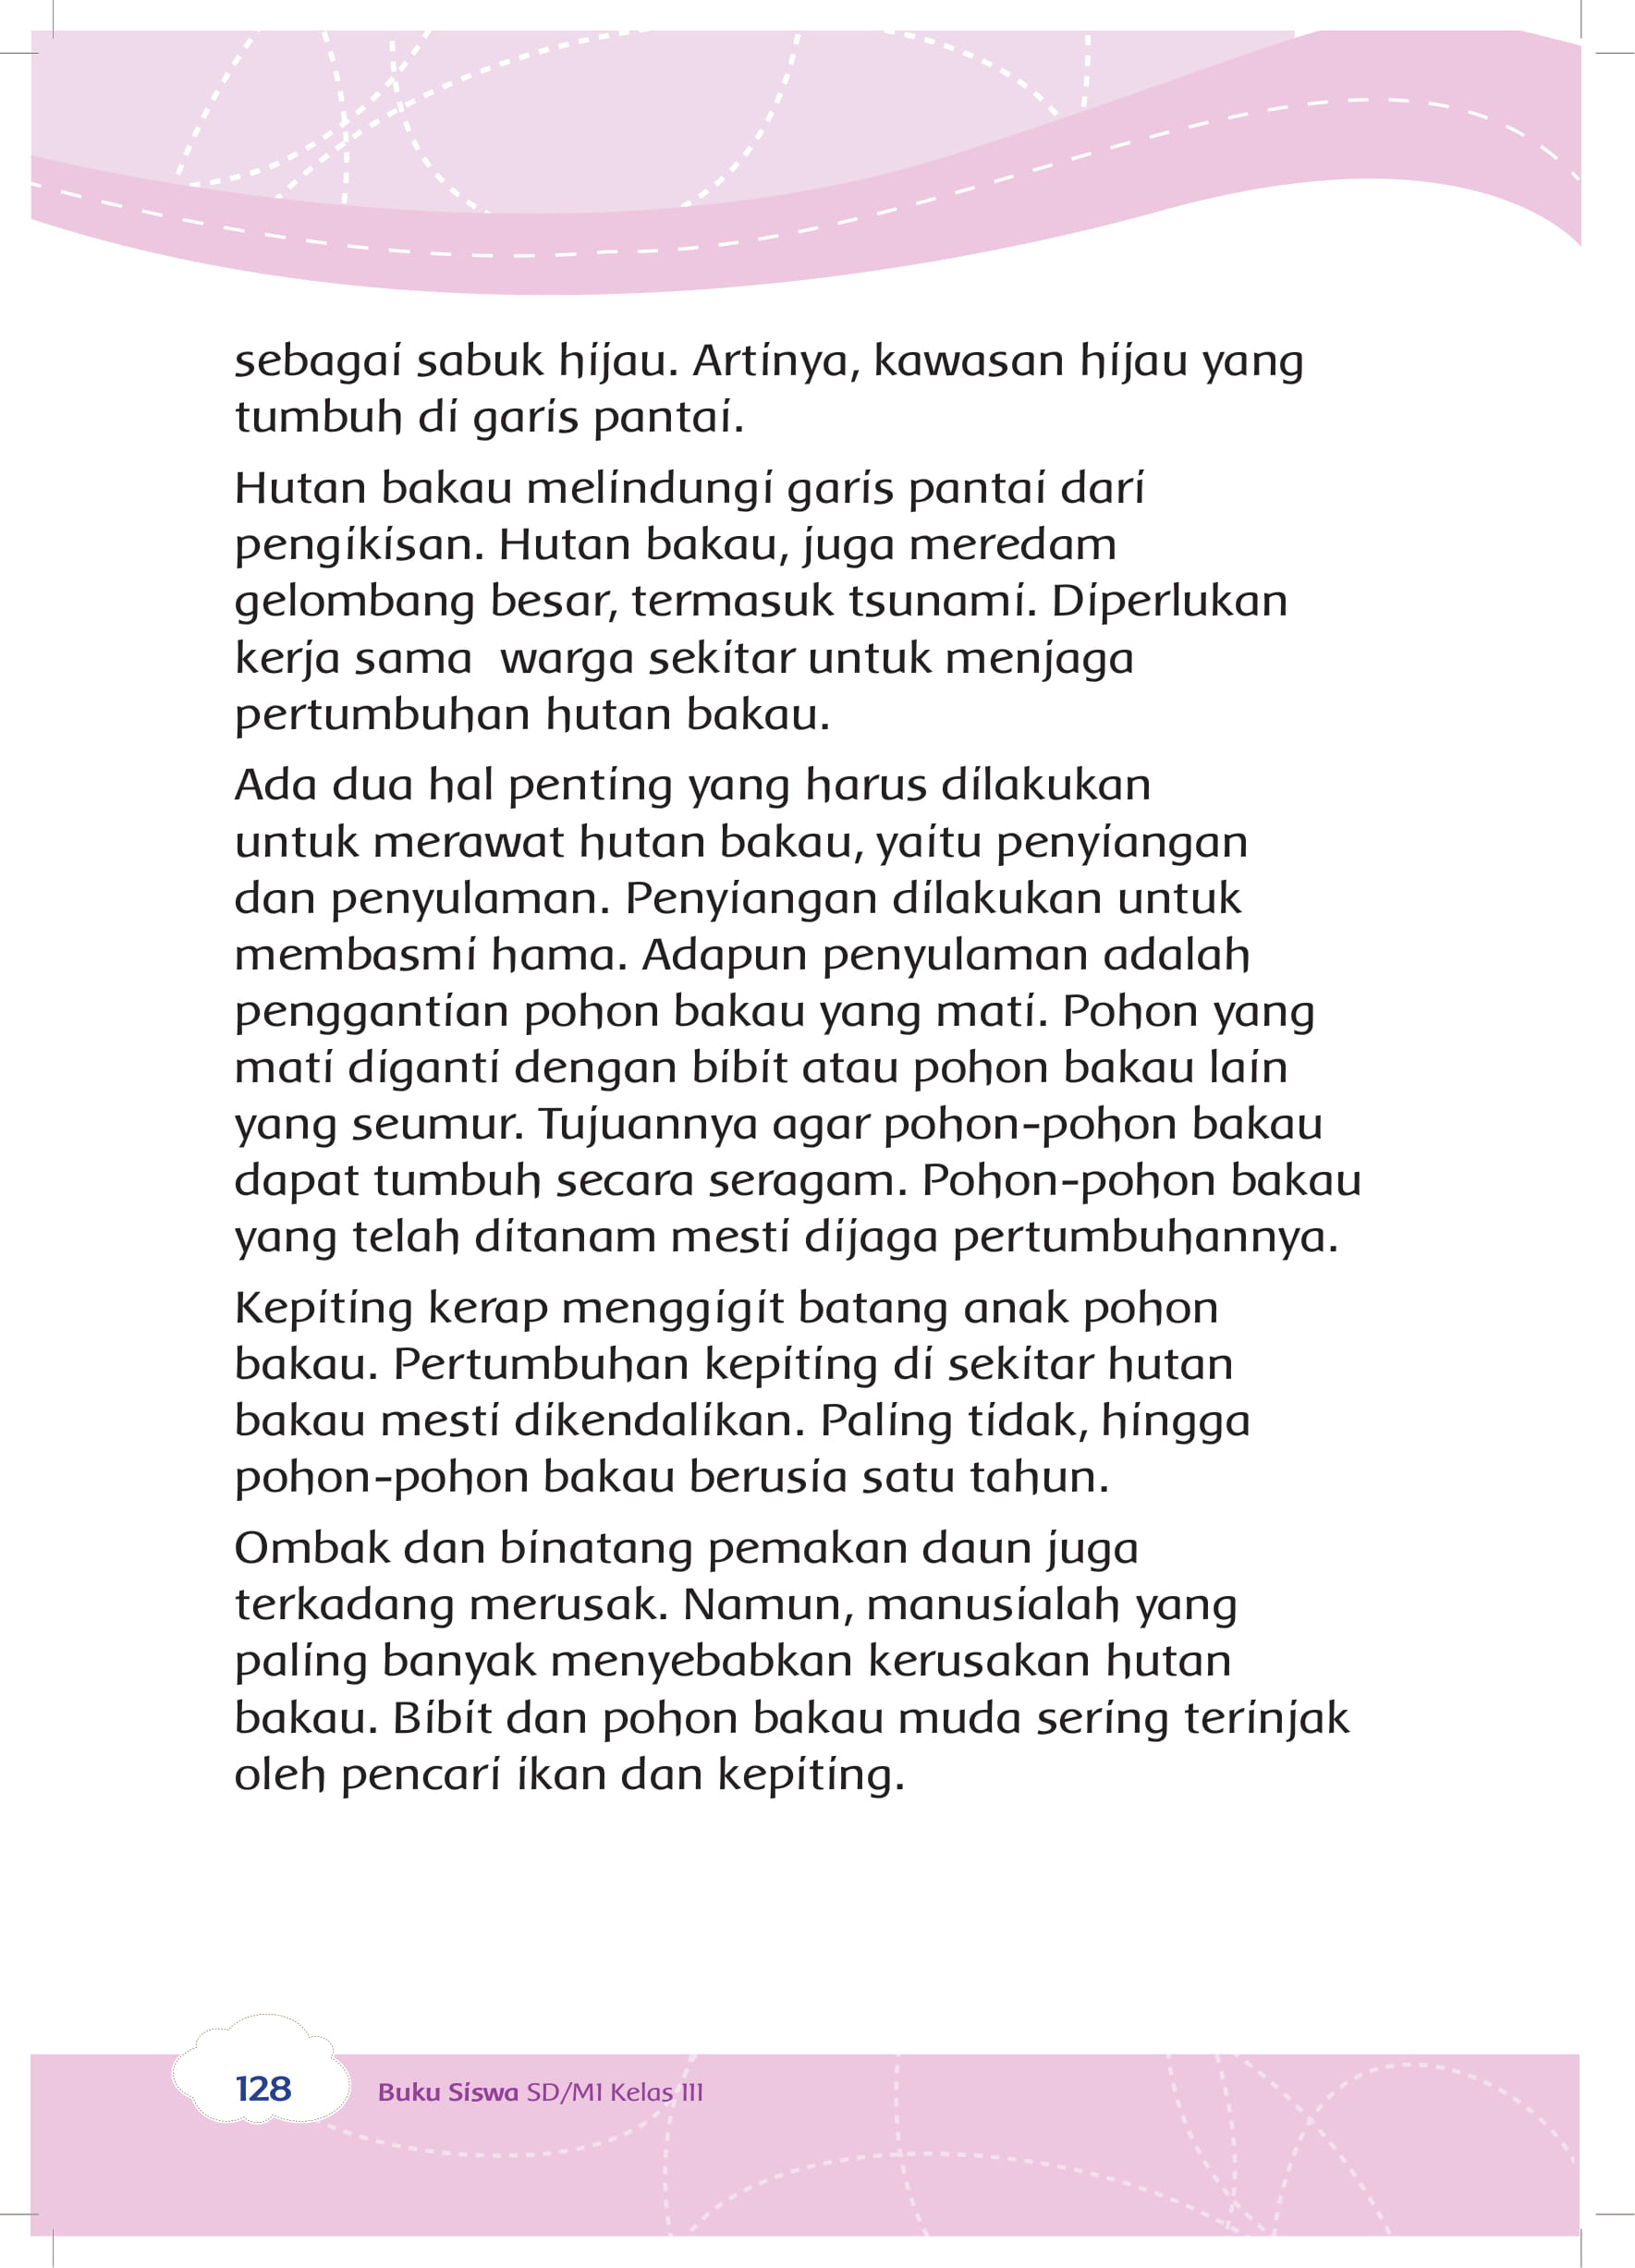 sebagai sabuk hijau. Artinya, kawasan hijau yang
tumbuh di garis pantai.
Hutan bakau melindungi garis pantai dari
pengikisan. Hutan bakau, juga meredam
gelombang besar, termasuk tsunami. Diperlukan
kerja sama  warga sekitar untuk menjaga
pertumbuhan hutan bakau.
Ada dua hal penting yang harus dilakukan
untuk merawat hutan bakau, yaitu penyiangan
dan penyulaman. Penyiangan dilakukan untuk
membasmi hama. Adapun penyulaman adalah
penggantian pohon bakau yang mati. Pohon yang
mati diganti dengan bibit atau pohon bakau lain
yang seumur. Tujuannya agar pohon-pohon bakau
dapat tumbuh secara seragam. Pohon-pohon bakau
yang telah ditanam mesti dijaga pertumbuhannya.
Kepiting kerap menggigit batang anak pohon
bakau. Pertumbuhan kepiting di sekitar hutan
bakau mesti dikendalikan. Paling tidak, hingga
pohon-pohon bakau berusia satu tahun.
Ombak dan binatang pemakan daun juga
terkadang merusak. Namun, manusialah yang
paling banyak menyebabkan kerusakan hutan
bakau. Bibit dan pohon bakau muda sering terinjak
oleh pencari ikan dan kepiting.
128 Buku Siswa SD/MI Kelas III